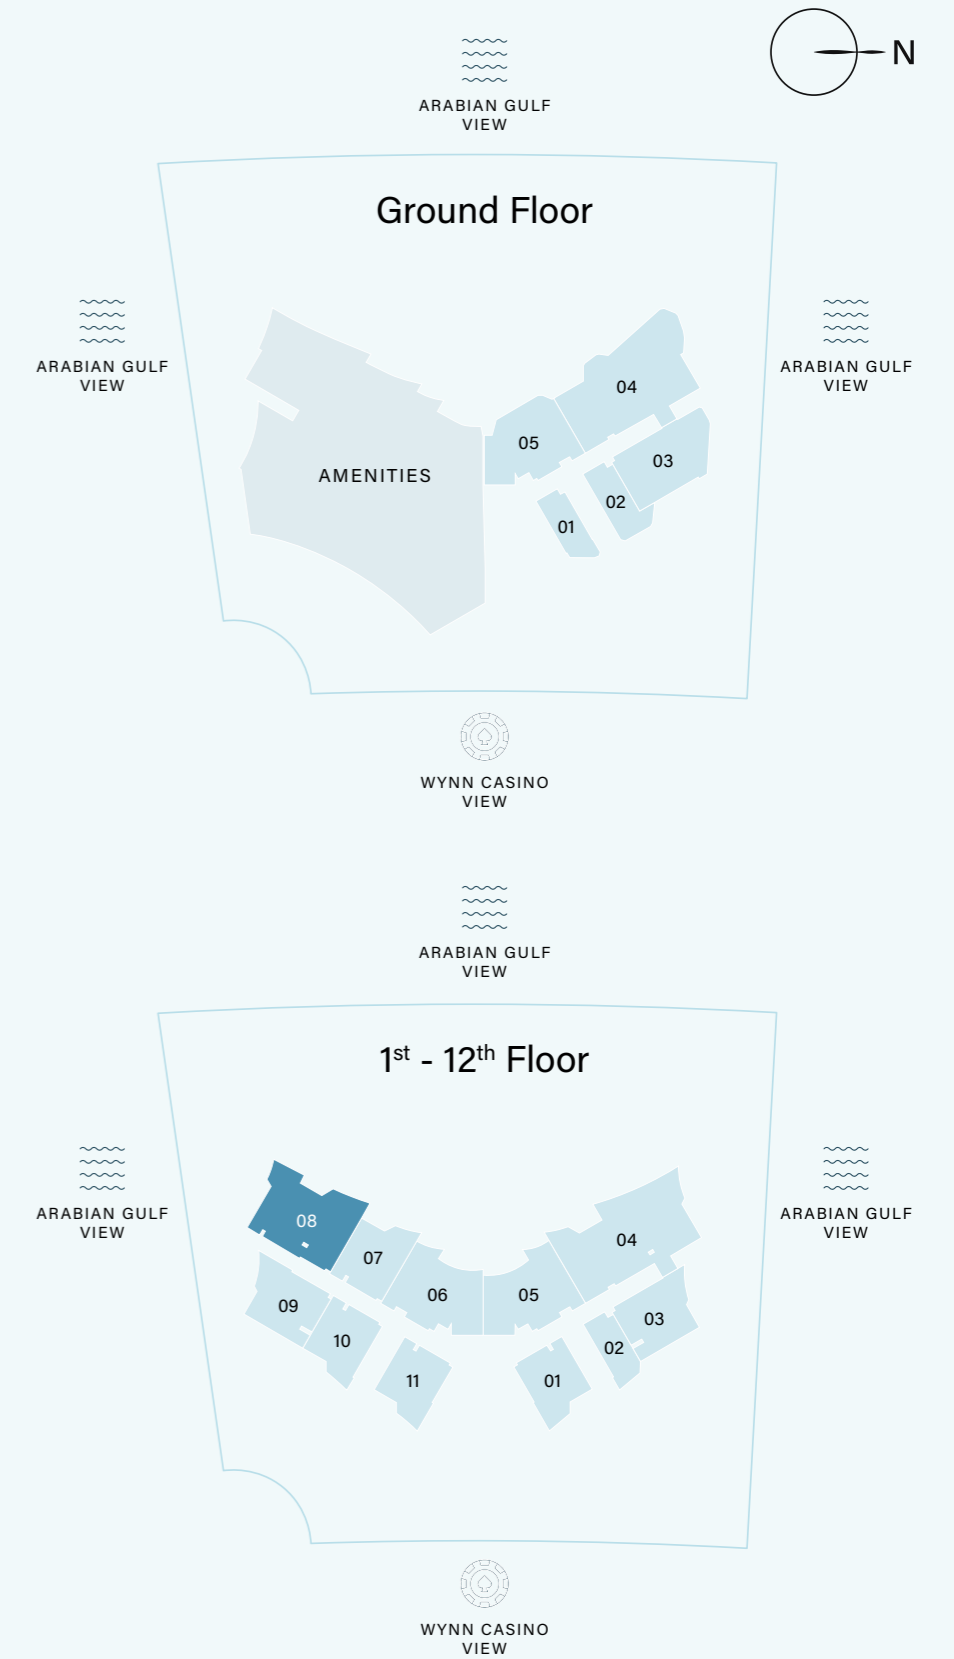 N
ARABIAN GULF
VIEW
Ground Floor
ARABIAN GULF
VIEW
ARABIAN GULF
VIEW
04
05
03
AMENITIES
02
01
WYNN CASINO
VIEW
ARABIAN GULF
VIEW
1st - 12th Floor
ARABIAN GULF
VIEW
ARABIAN GULF
VIEW
08
04
07
06
05
09
03
10
02
11
01
WYNN CASINO
VIEW